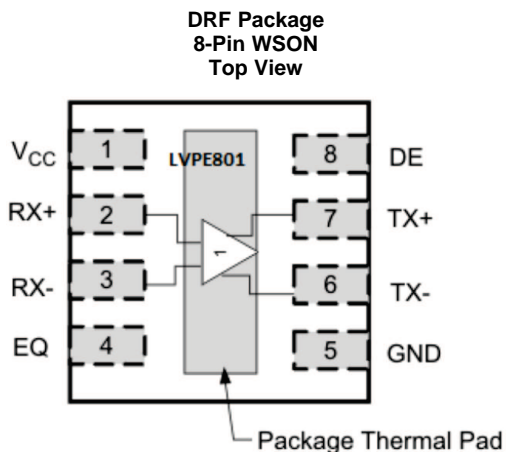 DRF Package
8-Pin WSON
Top View
VCC 1 LVPE801 8 DE
RX+ 2 7 TX+
1
RX- 3 6 TX-
EQ 4 5 GND
Package Thermal Pad